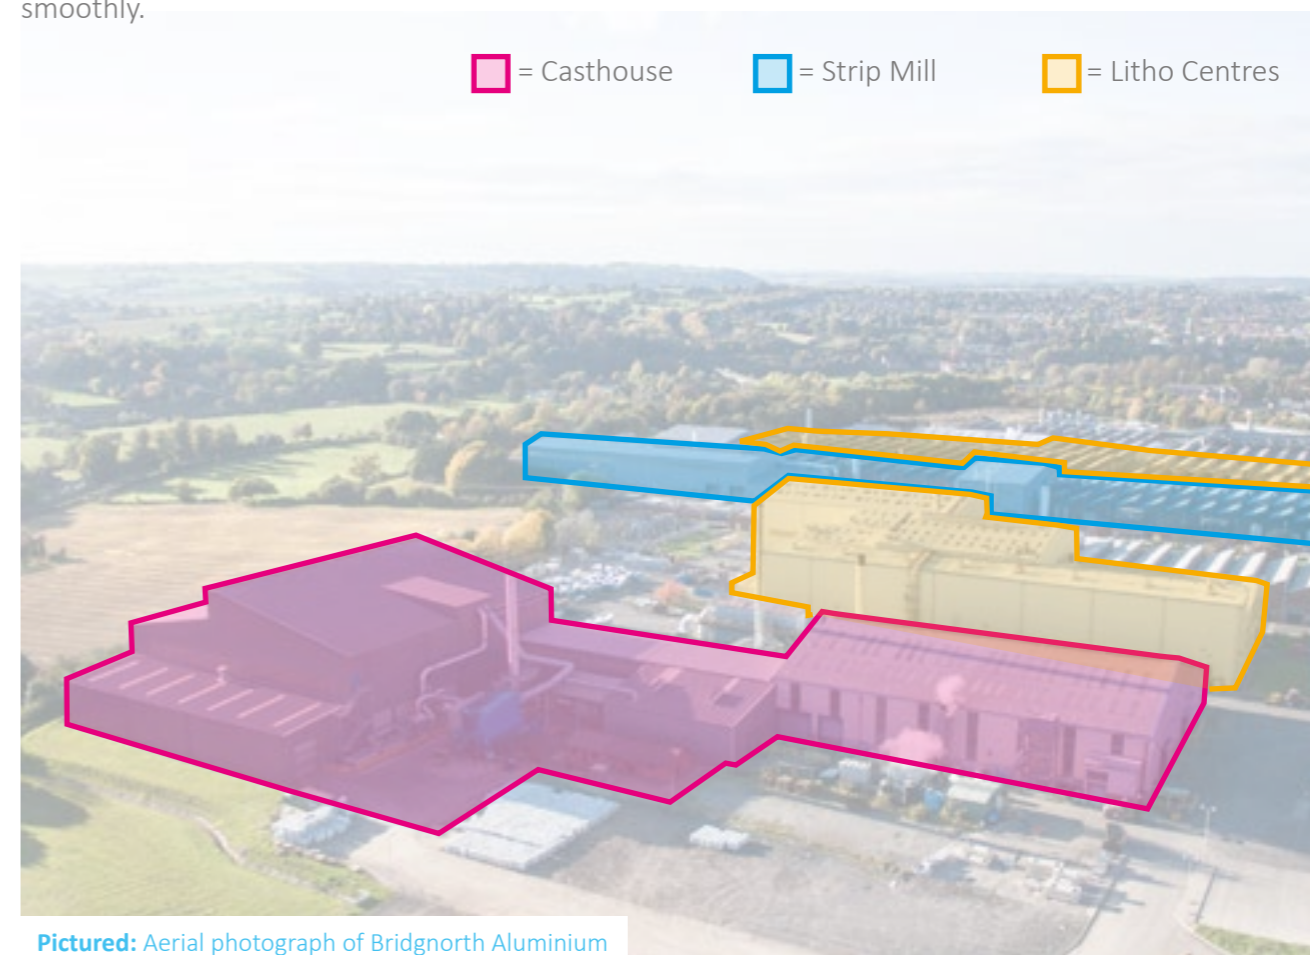 smoothly.
= Casthouse
= Strip Mill
= Litho Centres
Pictured: Aerial photograph of Bridgnorth Aluminium